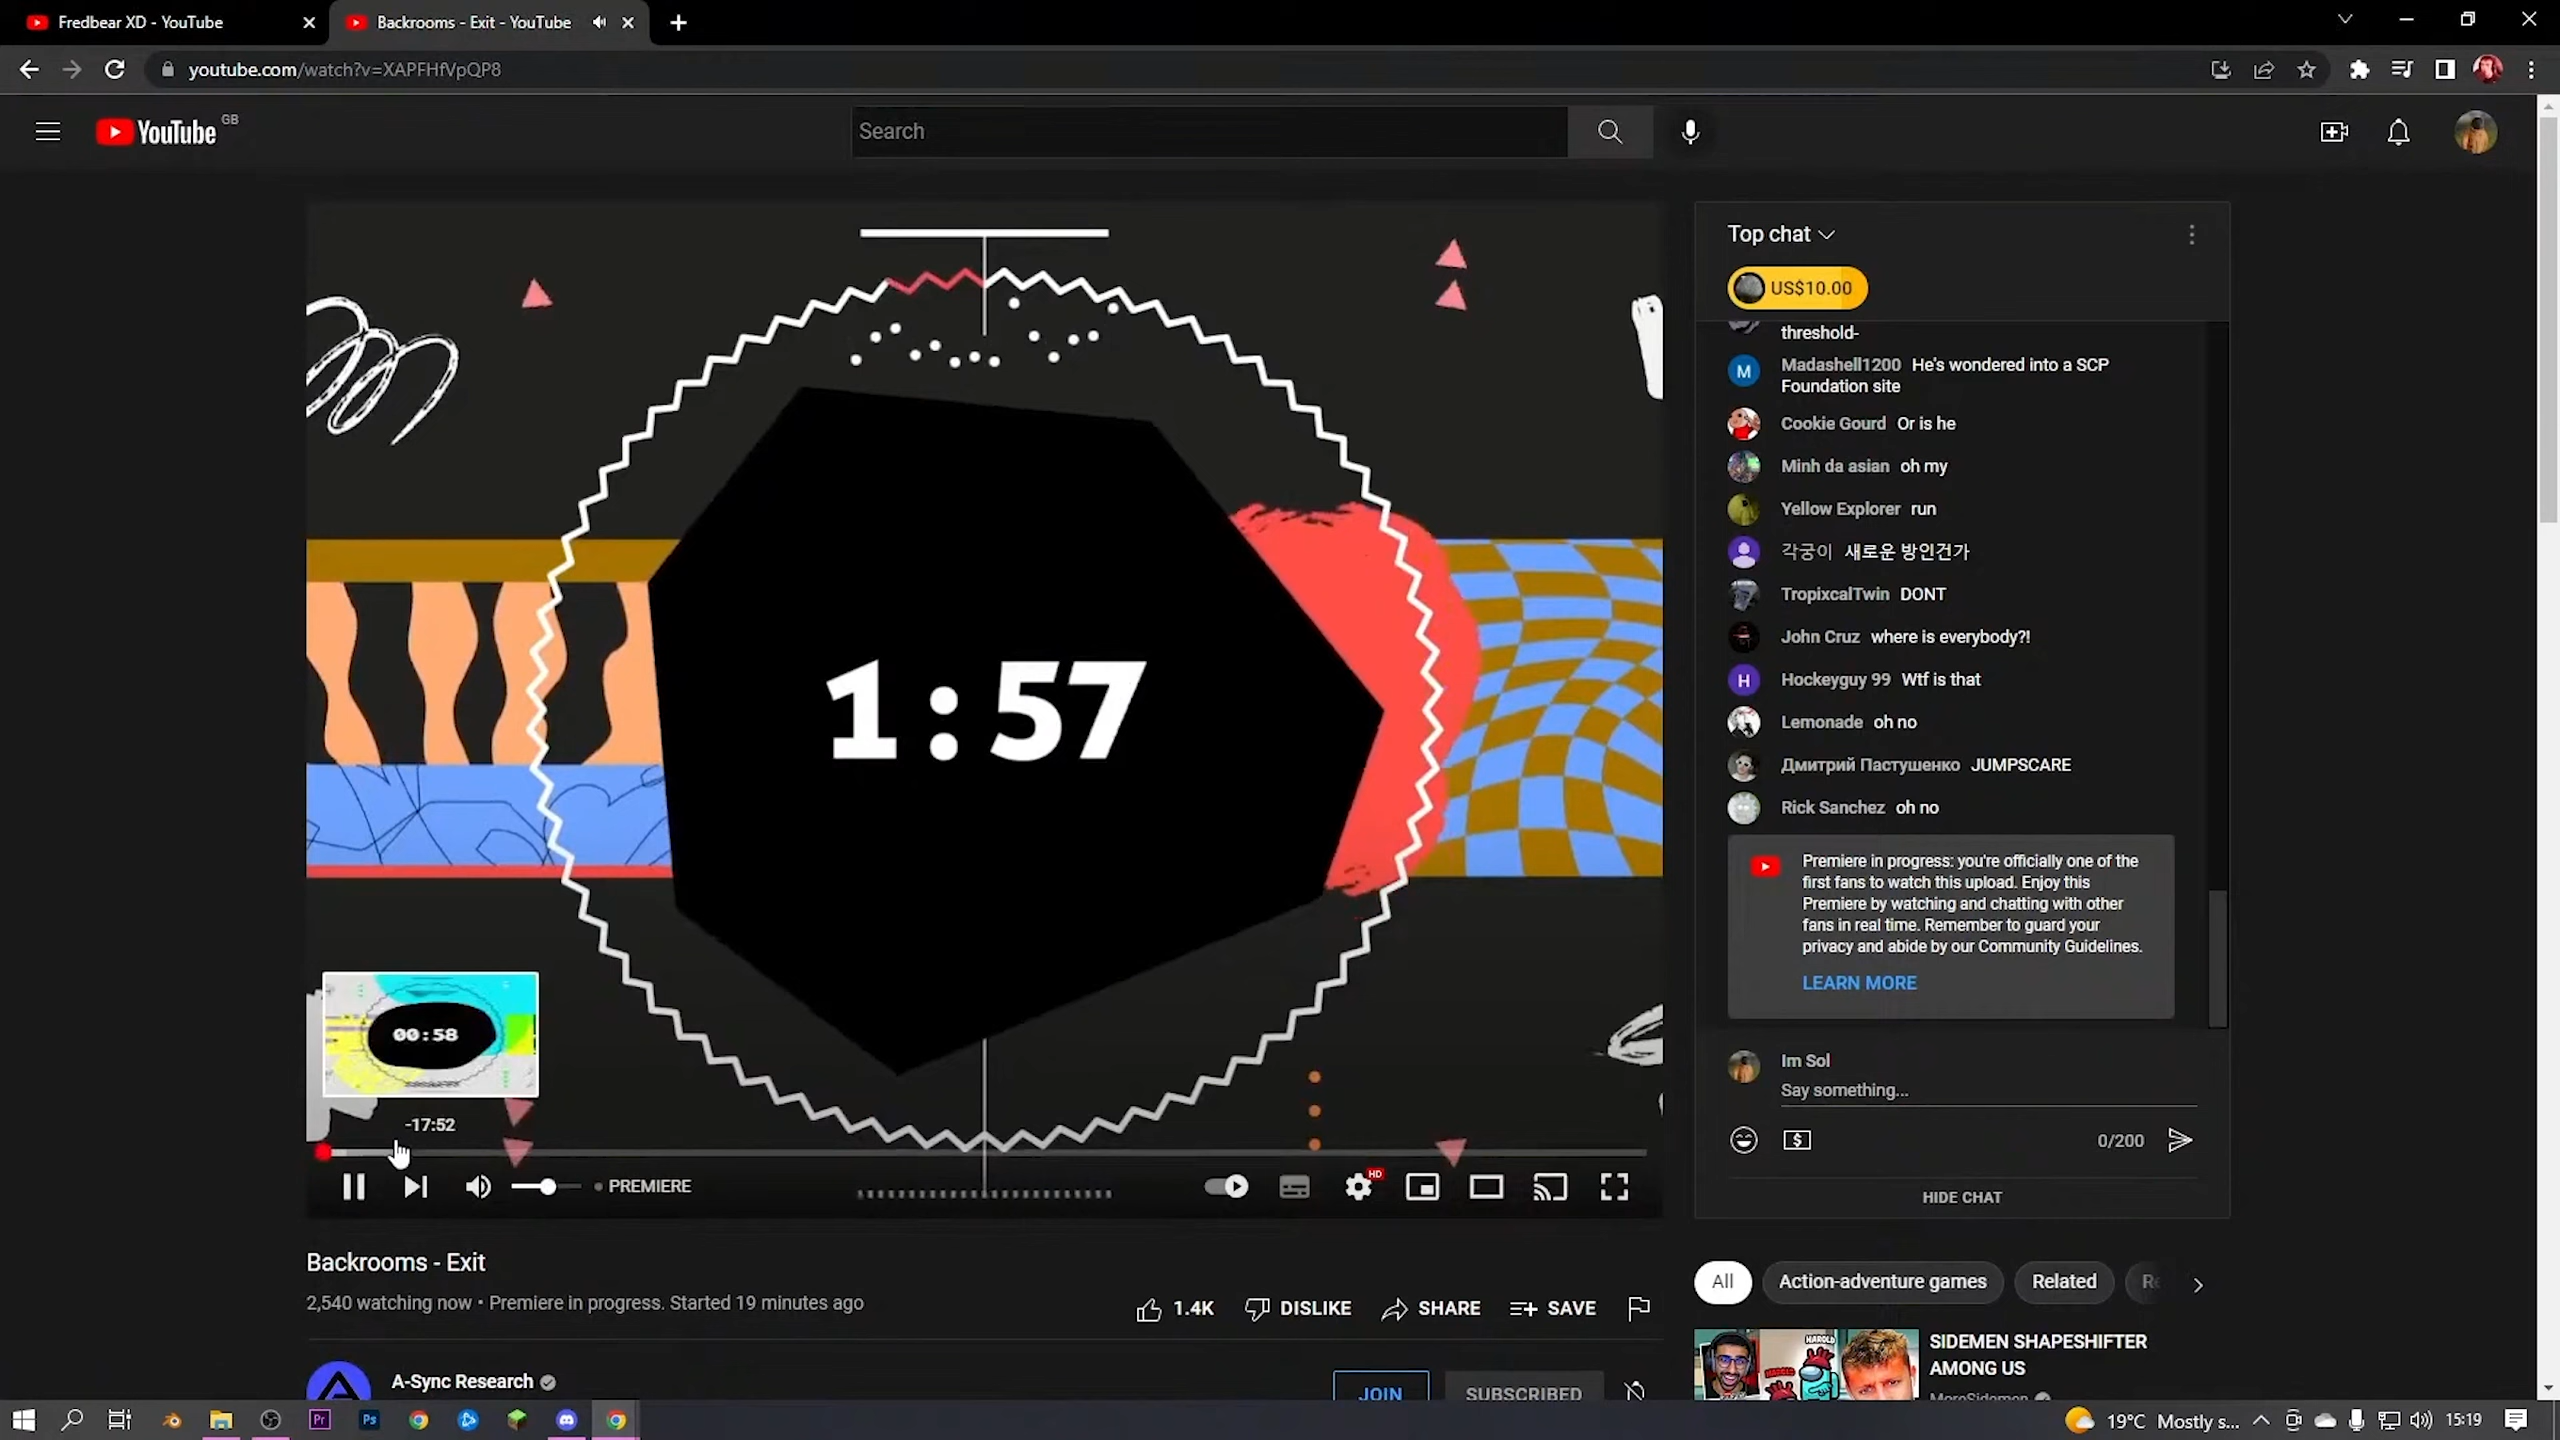 Fredbear XD - YouTube
Backrooms - Exit - YouTube
youtube.com/watch?v=XAPFHfVpQP8
YouTube GB
Search
1:57
00:58
-17:52
PREMIERE
HD
Backrooms - Exit
2,540 watching now • Premiere in progress. Started 19 minutes ago
1.4K
DISLIKE
SHARE
SAVE
A-Sync Research
JOIN
SUBSCRIBED
Top chat
US$10.00
threshold-
Madashell1200 He's wondered into a SCP
Foundation site
Cookie Gourd Or is he
Minh da asian oh my
Yellow Explorer run
각궁이 새로운 방인건가
TropixcalTwin DONT
John Cruz where is everybody?!
H
Hockeyguy 99 Wtf is that
Lemonade oh no
Дмитрий Пастушенко JUMPSCARE
Rick Sanchez oh no
Premiere in progress: you're officially one of the
first fans to watch this upload. Enjoy this
Premiere by watching and chatting with other
fans in real time. Remember to guard your
privacy and abide by our Community Guidelines.
LEARN MORE
Im Sol
Say something...
0/200
HIDE CHAT
All
Action-adventure games
Related
SIDEMEN SHAPESHIFTER
AMONG US
MoreSidemen
Pr
Ps
19°C Mostly s...
15:19